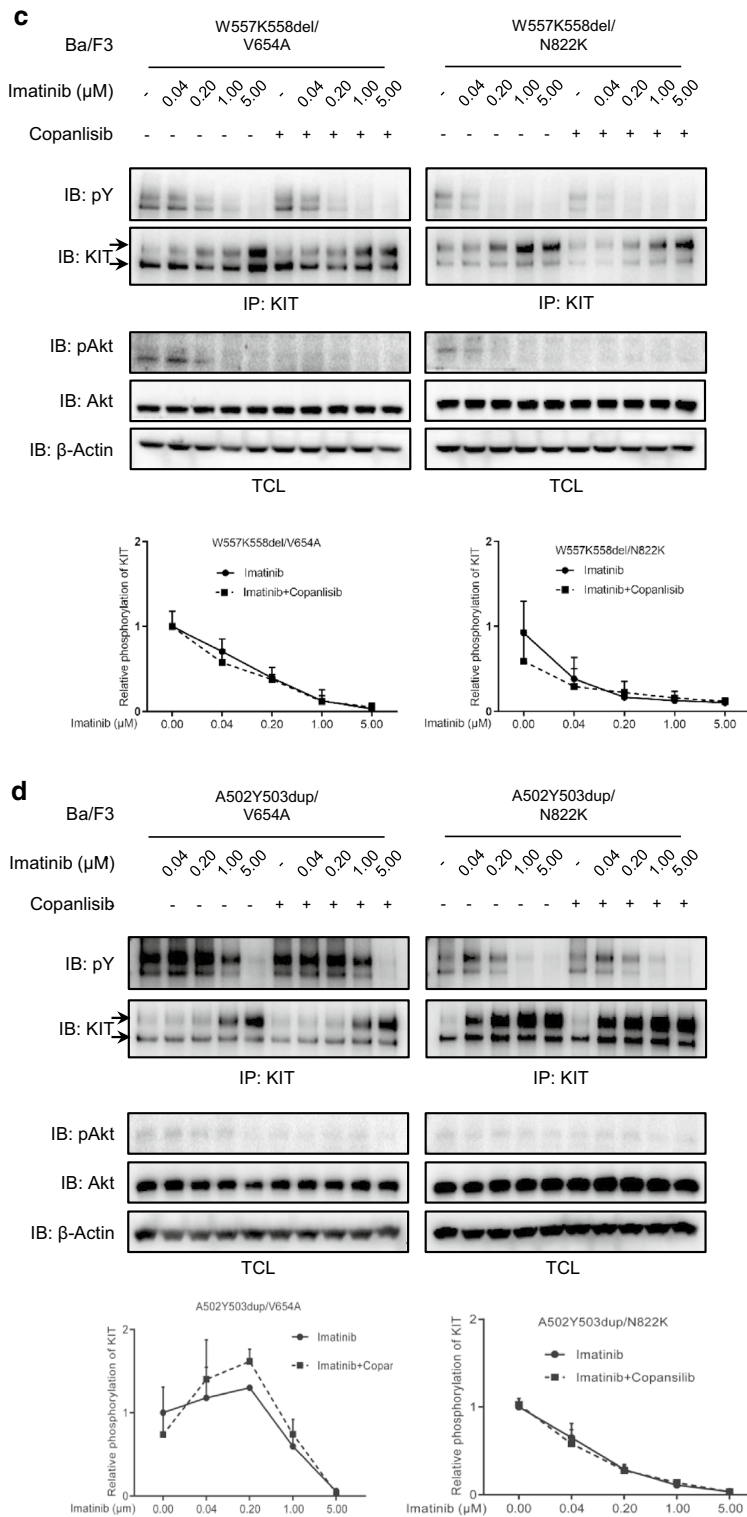 c
W557K558del/
V654A
W557K558del/
N822K
Ba/F3
Imatinib (µM) - 0.04 0.20 1.00 5.00 - 0.04 0.20 1.00 5.00 - 0.04 0.20 1.00 5.00 - 0.04 0.20 1.00 5.00
Copanlisib - - - - - + + + + + - - - - - + + + + +
IB: pY
IB: KIT
IP: KIT IP: KIT
IB: pAkt
IB: Akt
IB: β-Actin
TCL TCL
W557K558del/V654A
Imatinib
Imatinib+Copanlisib
Relative phosphorylation of KIT
2
1
0
Imatinib (µM) 0.00 0.04 0.20 1.00 5.00
W557K558del/N822K
Imatinib
Imatinib+Copanlisib
Relative phosphorylation of KIT
2
1
0
Imatinib (µM) 0.00 0.04 0.20 1.00 5.00
d
A502Y503dup/
V654A
A502Y503dup/
N822K
Ba/F3
Imatinib (µM) 0.04 0.20 1.00 5.00 - 0.04 0.20 1.00 5.00 - 0.04 0.20 1.00 5.00 - 0.04 0.20 1.00 5.00
Copanlisib- - - - - + + + + + - - - - - + + + + +
IB: pY
IB: KIT
IP: KIT IP: KIT
IB: pAkt
IB: Akt
IB: β-Actin
TCL TCL
A502Y503dup/V654A
Imatinib
Imatinib+Copar
Relative phosphorylation of KIT
2
1
0
Imatinib (µM) 0.00 0.04 0.20 1.00 5.00
A502Y503dup/N822K
Imatinib
Imatinib+Copansilib
Relative phosphorylation of KIT
2
1
0
Imatinib (µM) 0.00 0.04 0.20 1.00 5.00